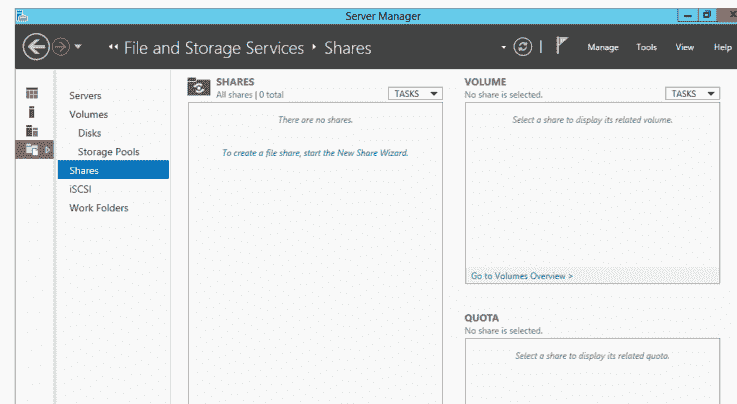 Server Manager
File and Storage Services ‣ Shares
Manage Tools View Help
Servers
Volumes
Disks
Storage Pools
Shares
iSCSI
Work Folders
SHARES
All shares | 0 total
TASKS
There are no shares.
To create a file share, start the New Share Wizard.
VOLUME
No share is selected.
TASKS
Select a share to display its related volume.
Go to Volumes Overview >
QUOTA
No share is selected.
Select a share to display its related quota.